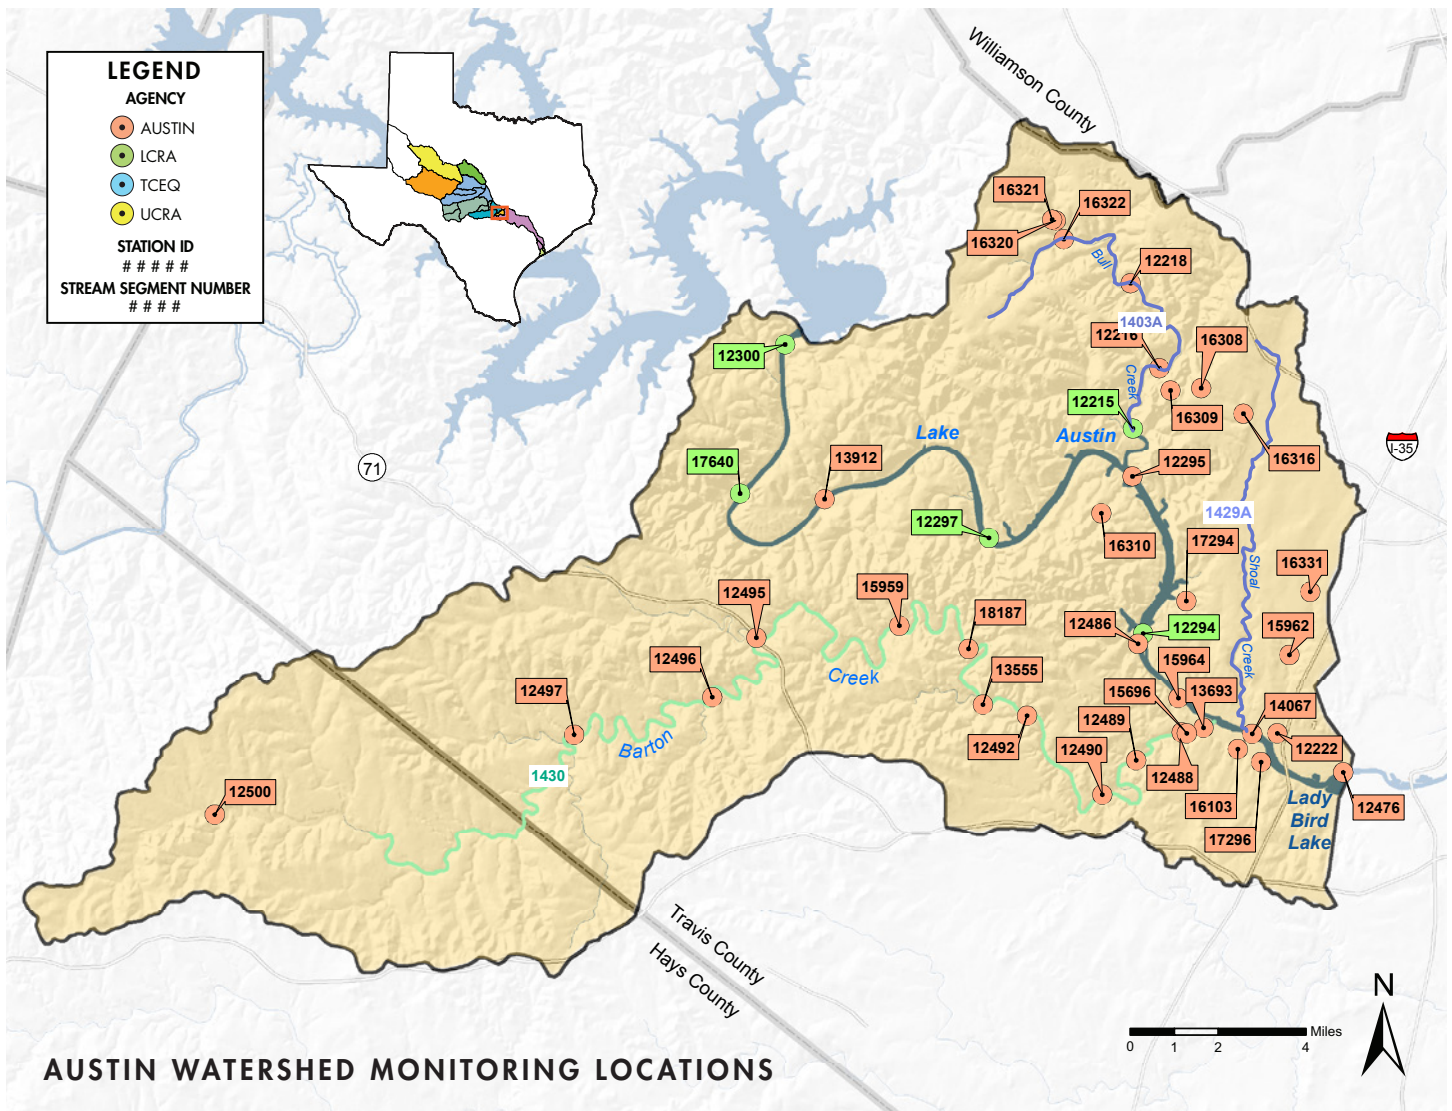 LEGEND
AGENCY
AUSTIN
LCRA
TCEQ
UCRA
STATION ID
# # # # #
STREAM SEGMENT NUMBER
# # # #
Williamson County
16321
16322
16320
Bull
12218
1403A
12216
16308
12300
Creek
12215
16309
Lake
Austin
71
I-35
17640
13912
12295
16316
12297
1429A
16310
17294
Shoal
16331
12495
15959
18187
12486
12294
15962
12496
Creek
15964
Creek
12497
13555
15696
13693
14067
12489
Barton
12492
12490
12222
1430
12488
12500
16103
Lady
Bird
Lake
12476
17296
Travis County
Hays County
N
Miles
0 1 2 4
AUSTIN WATERSHED MONITORING LOCATIONS